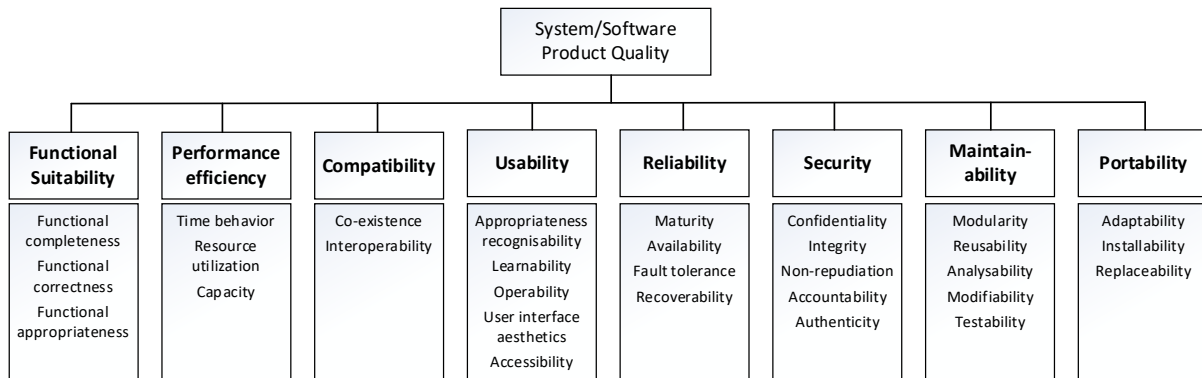 System/Software
Product Quality
Functional
Suitability
Performance
efficiency
Compatibility
Usability
Reliability
Security
Maintain-
ability
Portability
Functional
completeness
Functional
correctness
Functional
appropriateness
Time behavior
Resource
utilization
Capacity
Co-existence
Interoperability
Appropriateness
recognisability
Learnability
Operability
User interface
aesthetics
Accessibility
Maturity
Availability
Fault tolerance
Recoverability
Confidentiality
Integrity
Non-repudiation
Accountability
Authenticity
Modularity
Reusability
Analysability
Modifiability
Testability
Adaptability
Installability
Replaceability